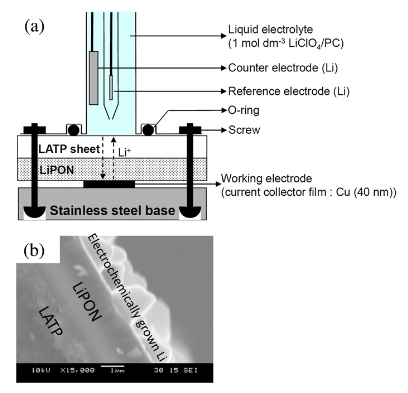 (a)
Liquid electrolyte
(1 mol dm-3 LiClO4/PC)
Counter electrode (Li)
Reference electrode (Li)
O-ring
Screw
LATP sheet
Li+
LiPON
Working electrode
(current collector film : Cu (40 nm))
Stainless steel base
(b)
Electrochemically grown Li
LiPON
LATP
10kV X15,000 1μm 30 15 SEI